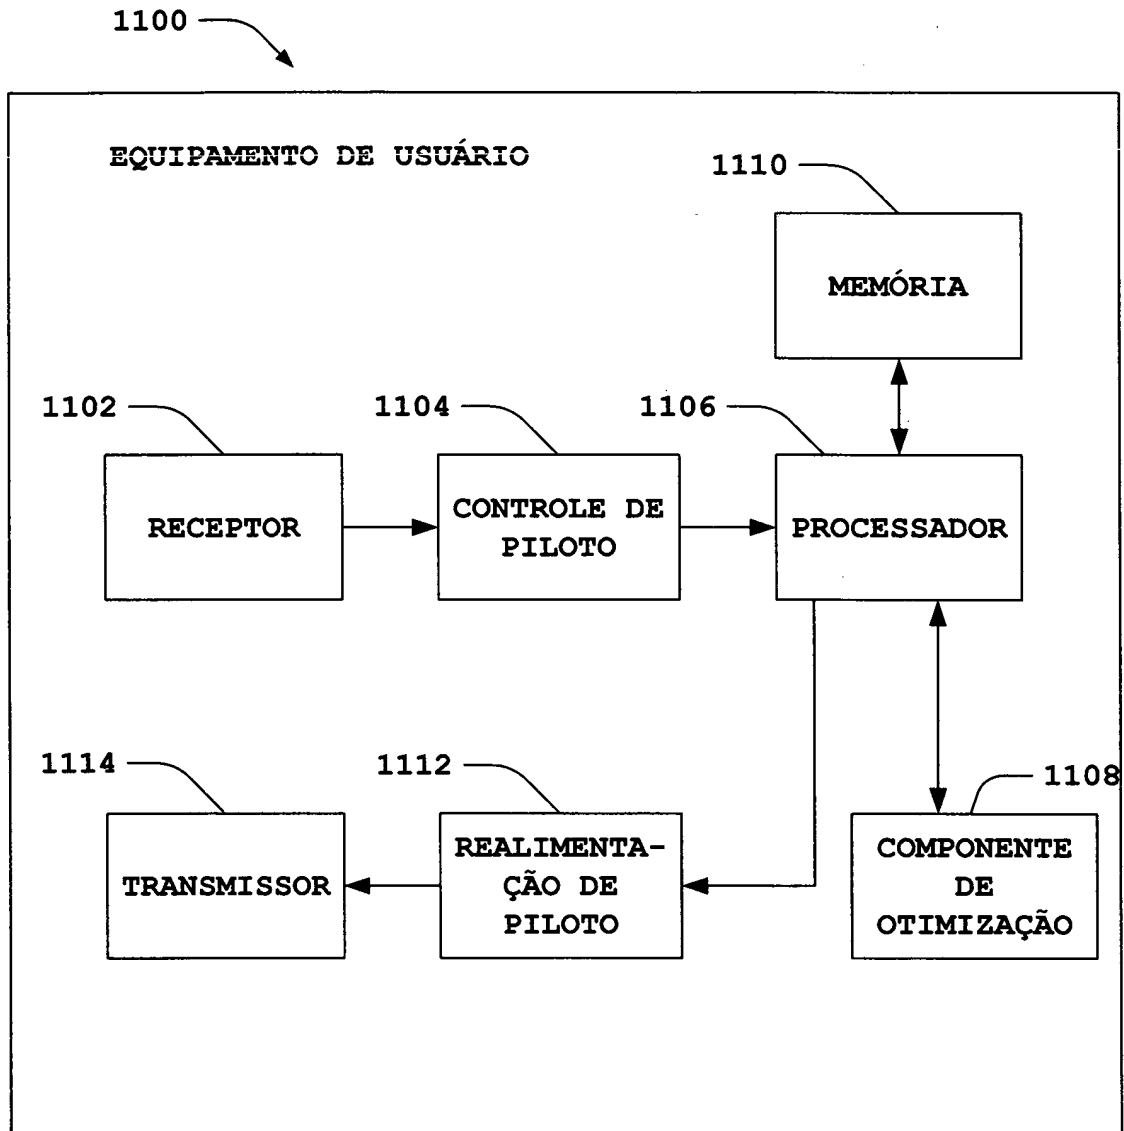 1100
EQUIPAMENTO DE USUÁRIO
1110
MEMÓRIA
1102
1104
1106
RECEPTOR
CONTROLE DE
PILOTO
PROCESSADOR
1114
1112
1108
TRANSMISSOR
REALIMENTA-
ÇÃO DE
PILOTO
COMPONENTE
DE
OTIMIZAÇÃO